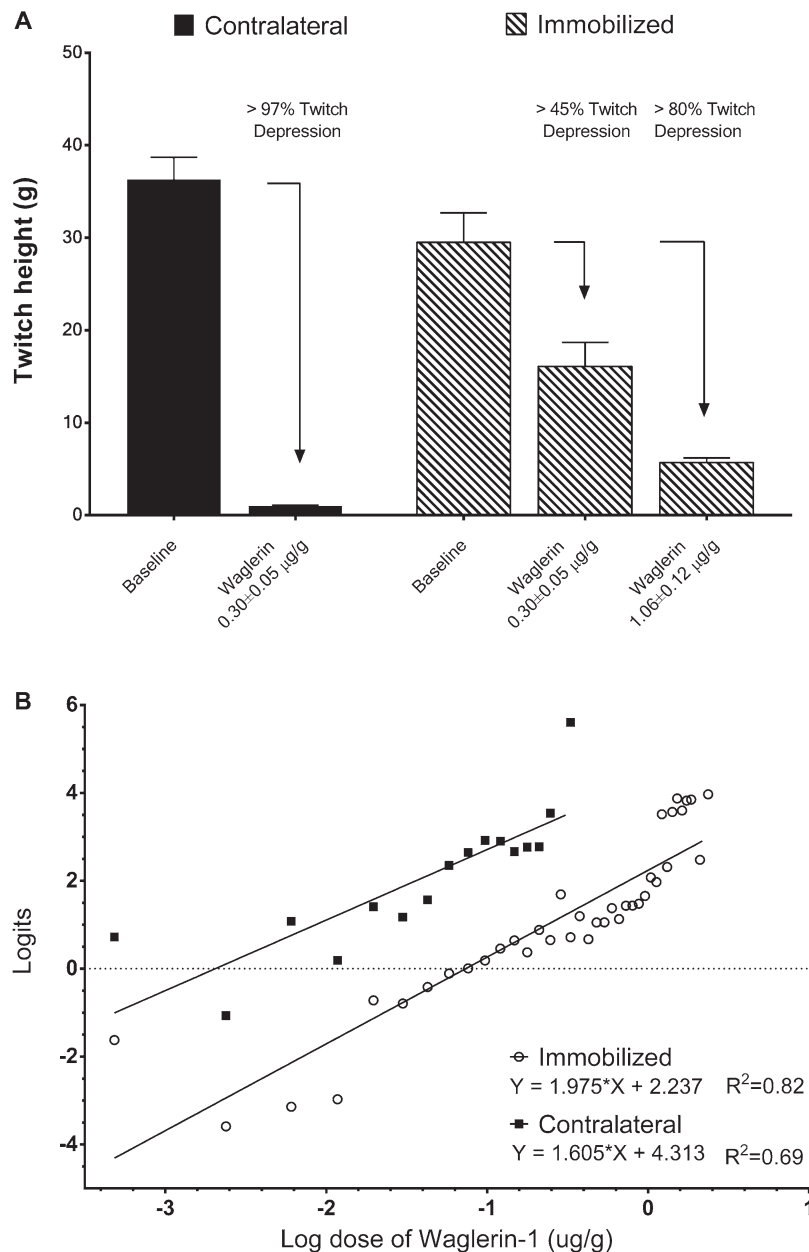 A
Contralateral
Immobilized
50
40
30
20
10
0
Twitch height (g)
> 97% Twitch
Depression
> 45% Twitch
Depression
> 80% Twitch
Depression
Baseline
Waglerin
0.30±0.05 µg/g
Baseline
Waglerin
0.30±0.05 µg/g
Waglerin
1.06±0.12 µg/g
B
6
4
2
0
-2
-4
Logits
Immobilized
Y = 1.975*X + 2.237 R²=0.82
Contralateral
Y = 1.605*X + 4.313 R²=0.69
-3 -2 -1 0 1
Log dose of Waglerin-1 (ug/g)